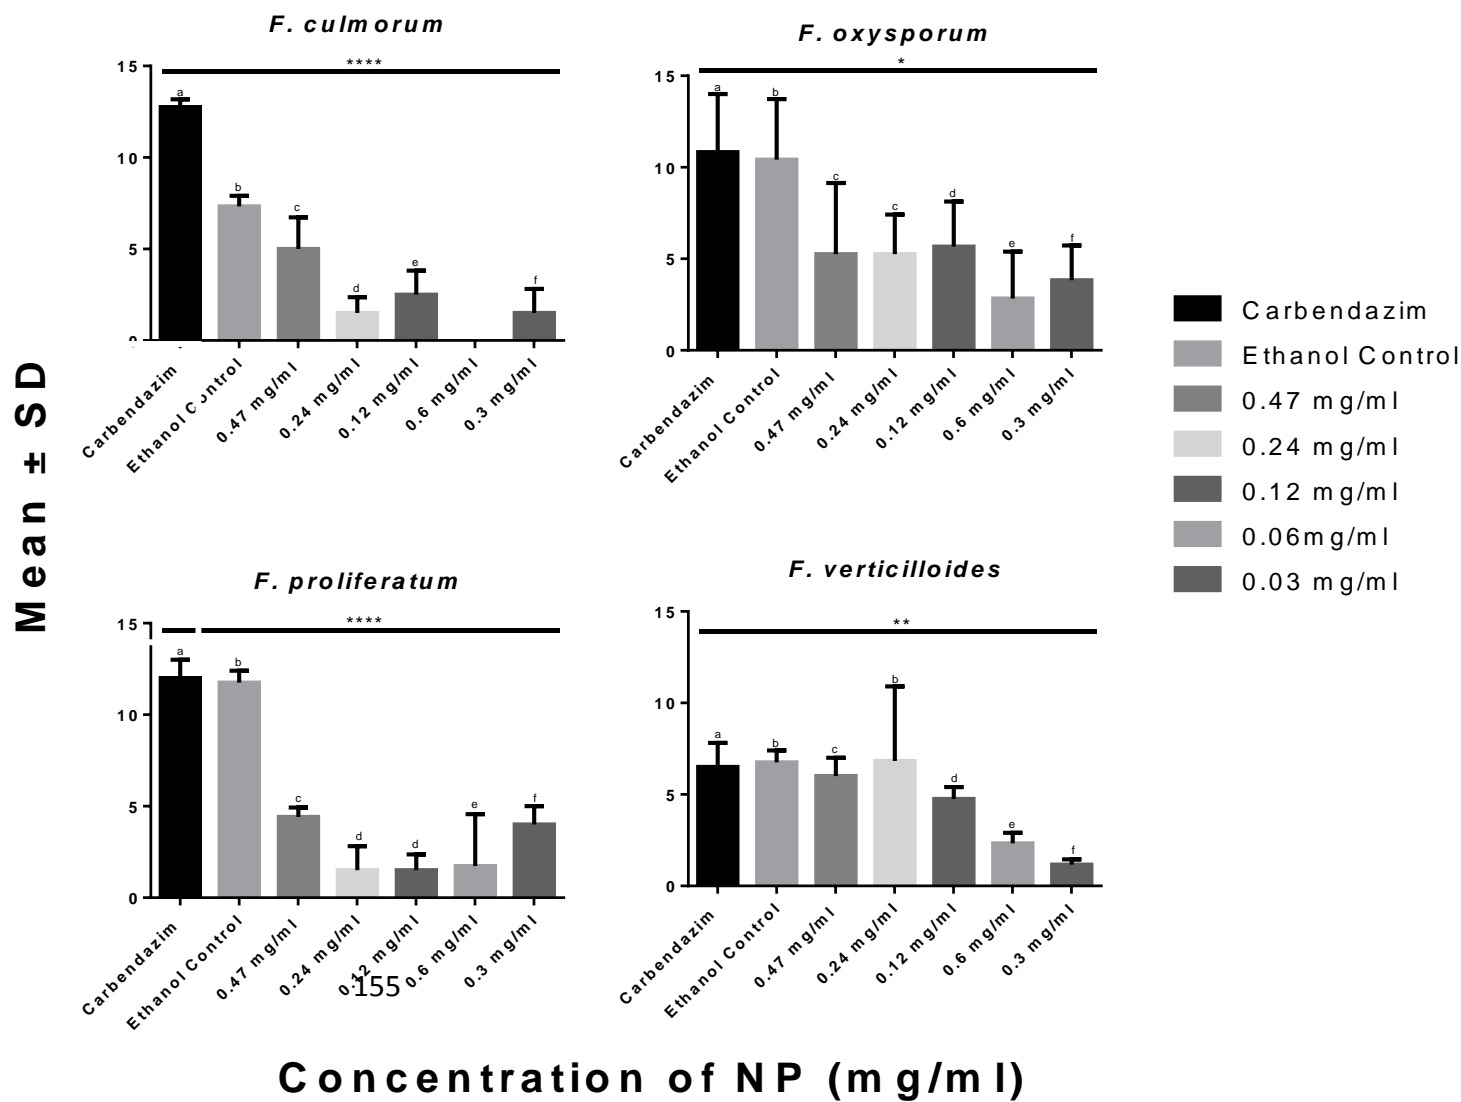 F. culmorum
****
15
10
5
0
a
b
c
d
e
f
Carbendazim
Ethanol Control
0.47 mg/ml
0.24 mg/ml
0.12 mg/ml
0.6 mg/ml
0.3 mg/ml
F. oxysporum
*
15
10
5
0
a
b
c
c
d
e
f
Carbendazim
Ethanol Control
0.47 mg/ml
0.24 mg/ml
0.12 mg/ml
0.6 mg/ml
0.3 mg/ml
Carbendazim
Ethanol Control
0.47 mg/ml
0.24 mg/ml
0.12 mg/ml
0.06mg/ml
0.03 mg/ml
Mean ± SD
F. proliferatum
****
15
10
5
0
a
b
c
d
d
e
f
Carbendazim
Ethanol Control
0.47 mg/ml
0.24 mg/ml
0.12 mg/ml
0.6 mg/ml
0.3 mg/ml
155
F. verticilloides
**
15
10
5
0
a
b
c
b
d
e
f
Carbendazim
Ethanol Control
0.47 mg/ml
0.24 mg/ml
0.12 mg/ml
0.6 mg/ml
0.3 mg/ml
Concentration of NP (mg/ml)